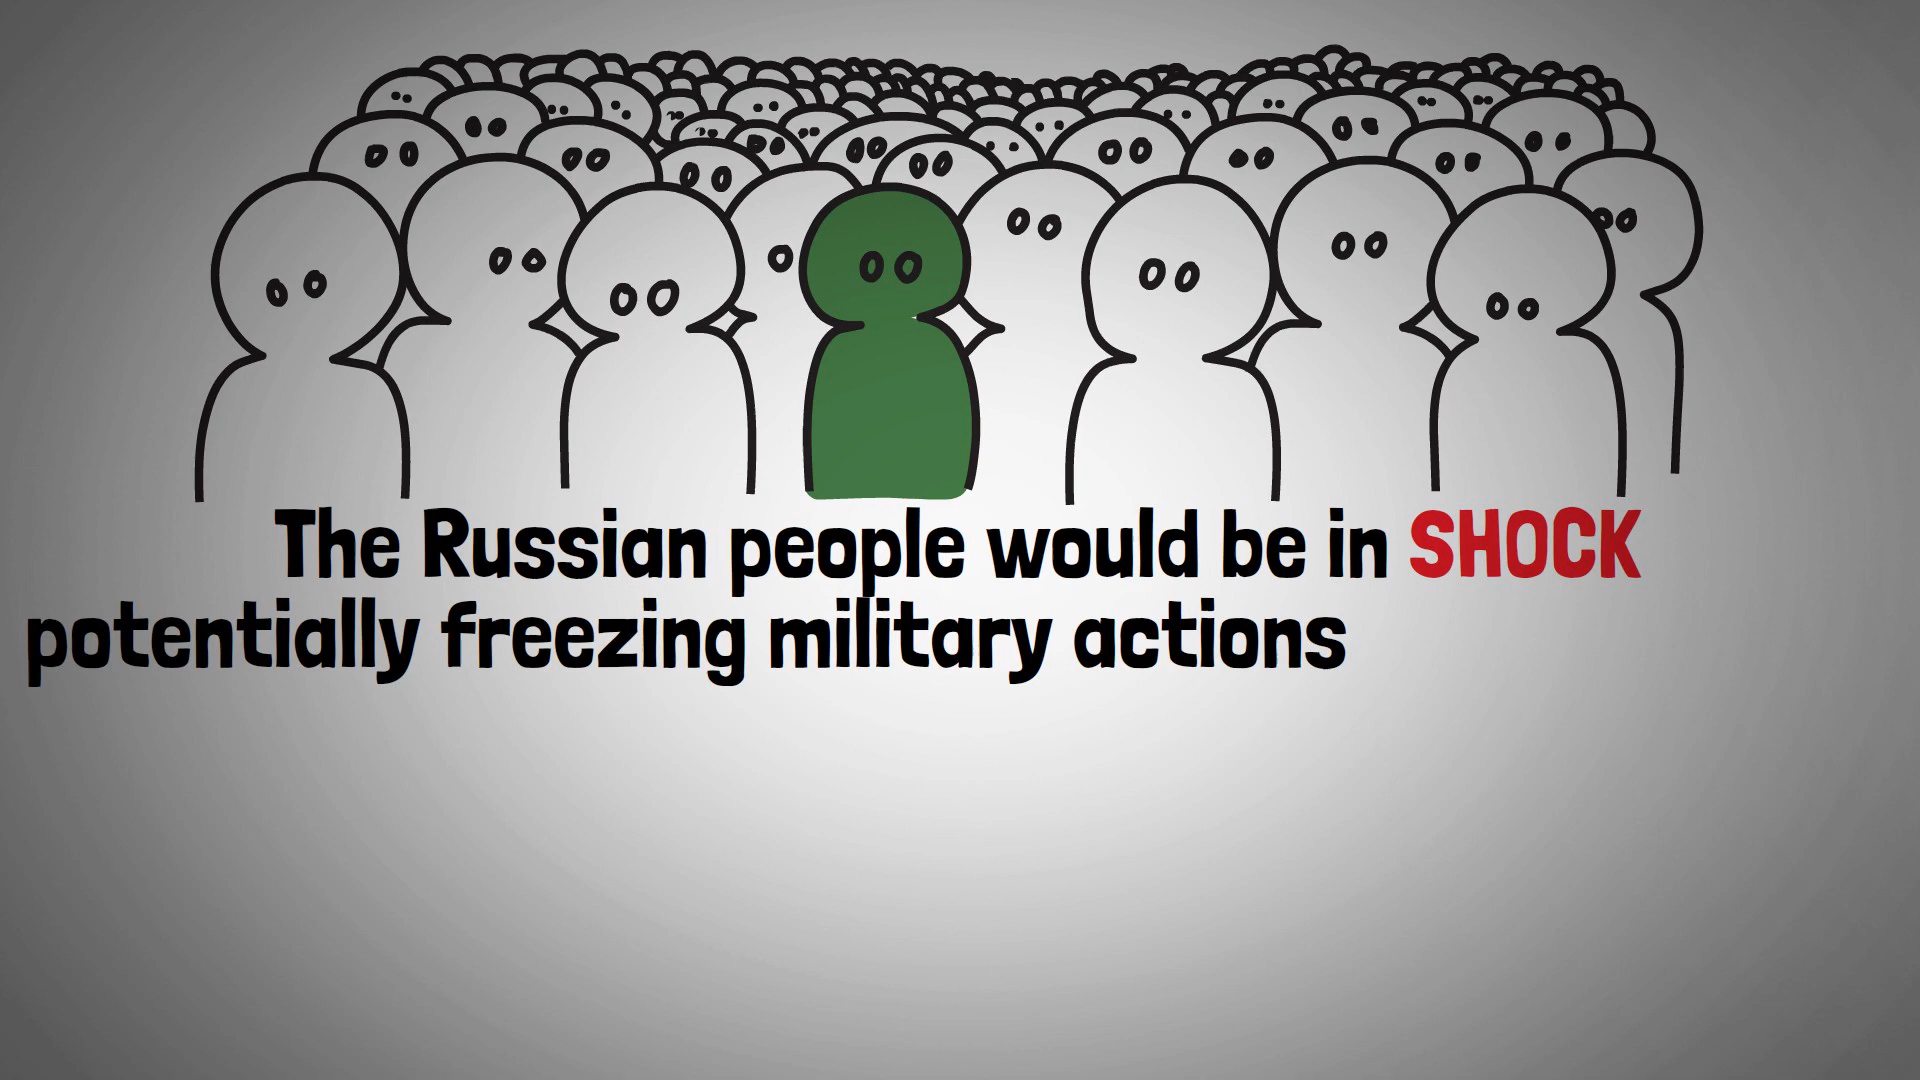 The Russian people would be in SHOCK
potentially freezing military actions